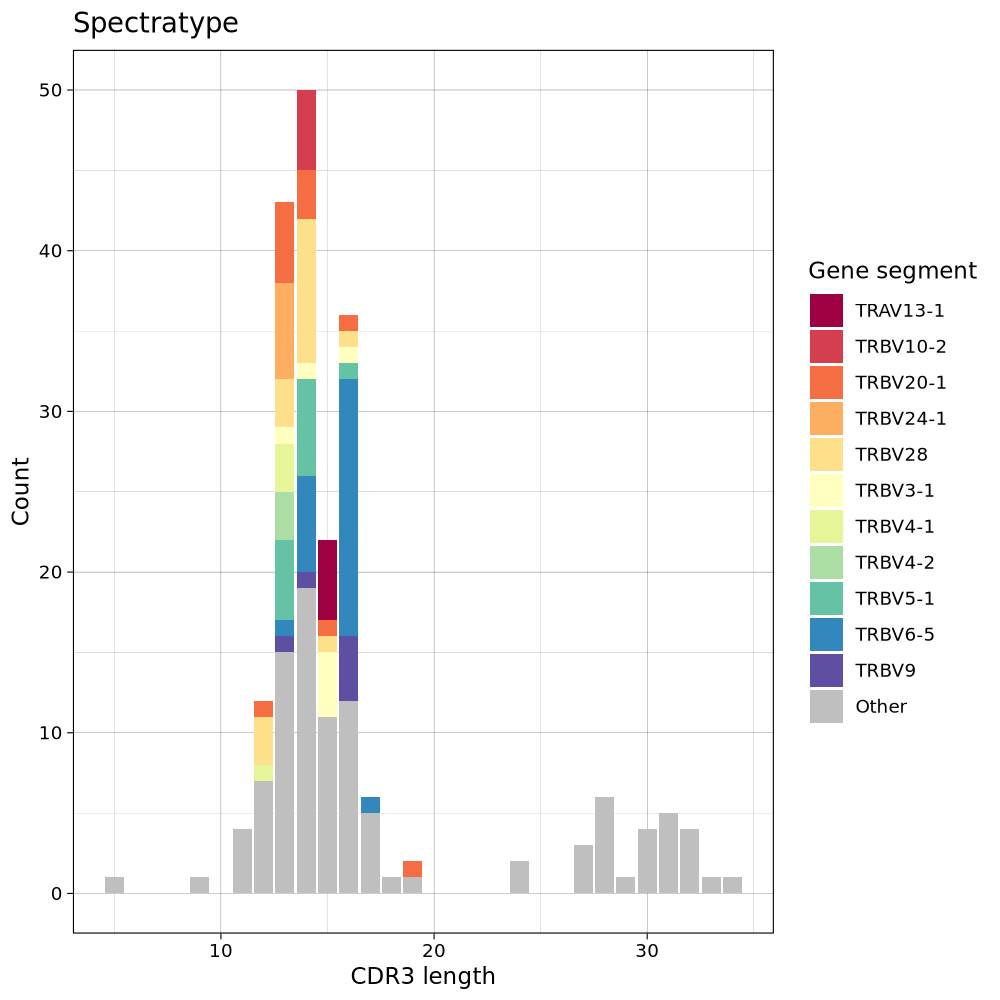 Spectratype
50
40
30
20
10
0
Count
10
20
30
CDR3 length
Gene segment
TRAV13-1
TRBV10-2
TRBV20-1
TRBV24-1
TRBV28
TRBV3-1
TRBV4-1
TRBV4-2
TRBV5-1
TRBV6-5
TRBV9
Other